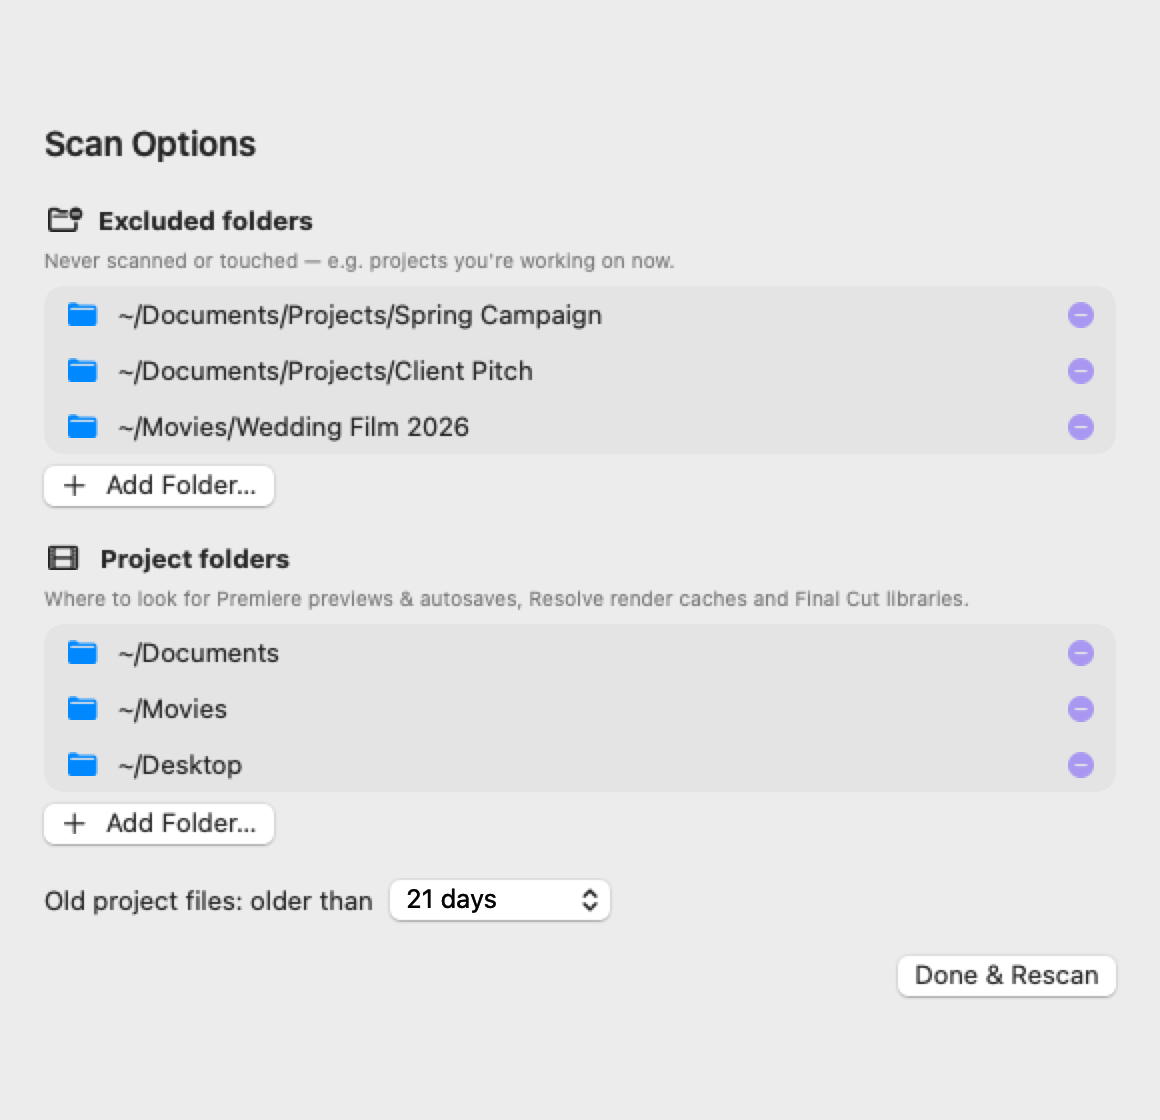 Scan Options
Excluded folders
Never scanned or touched — e.g. projects you're working on now.
~/Documents/Projects/Spring Campaign
~/Documents/Projects/Client Pitch
~/Movies/Wedding Film 2026
+ Add Folder...
Project folders
Where to look for Premiere previews & autosaves, Resolve render caches and Final Cut libraries.
~/Documents
~/Movies
~/Desktop
+ Add Folder...
Old project files: older than 21 days
Done & Rescan